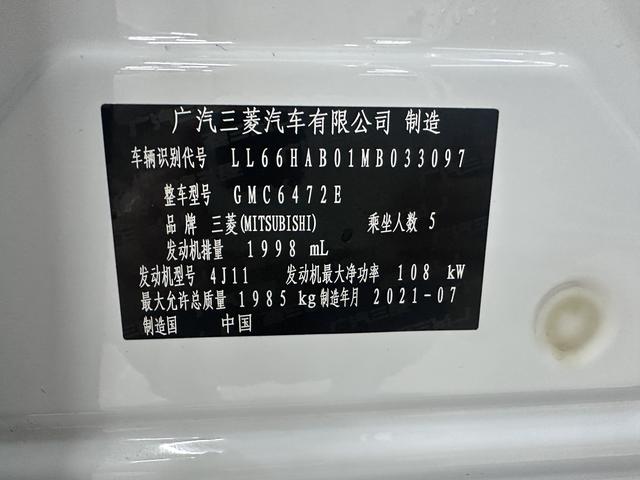 广汽三菱汽车有限公司 制造
车辆识别代号 LL66HAB01MB033097
整车型号 GMC6472E
品 牌 三菱(MITSUBISHI) 乘坐人数 5
发动机排量 1998 mL
发动机型号 4J11 发动机最大净功率 108 kW
最大允许总质量 1985 kg 制造年月 2021-07
制造国 中国